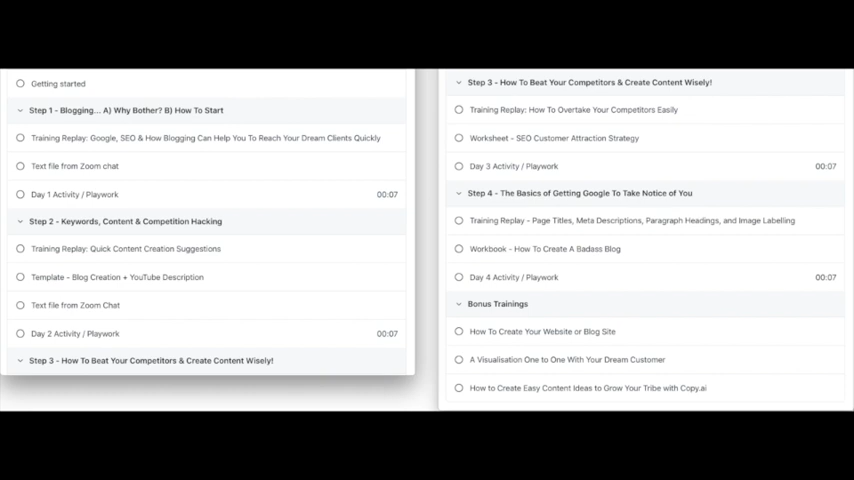 Getting started
Step 1 - Blogging... A) Why Bother? B) How To Start
Training Replay: Google, SEO & How Blogging Can Help You To Reach Your Dream Clients Quickly
Text file from Zoom chat
Day 1 Activity / Playwork 00:07
Step 2 - Keywords, Content & Competition Hacking
Training Replay: Quick Content Creation Suggestions
Template - Blog Creation + YouTube Description
Text file from Zoom Chat
Day 2 Activity / Playwork 00:07
Step 3 - How To Beat Your Competitors & Create Content Wisely!
Step 3 - How To Beat Your Competitors & Create Content Wisely!
Training Replay: How To Overtake Your Competitors Easily
Worksheet - SEO Customer Attraction Strategy
Day 3 Activity / Playwork 00:07
Step 4 - The Basics of Getting Google To Take Notice of You
Training Replay - Page Titles, Meta Descriptions, Paragraph Headings, and Image Labelling
Workbook - How To Create A Badass Blog
Day 4 Activity / Playwork 00:07
Bonus Trainings
How To Create Your Website or Blog Site
A Visualisation One to One With Your Dream Customer
How to Create Easy Content Ideas to Grow Your Tribe with Copy.ai